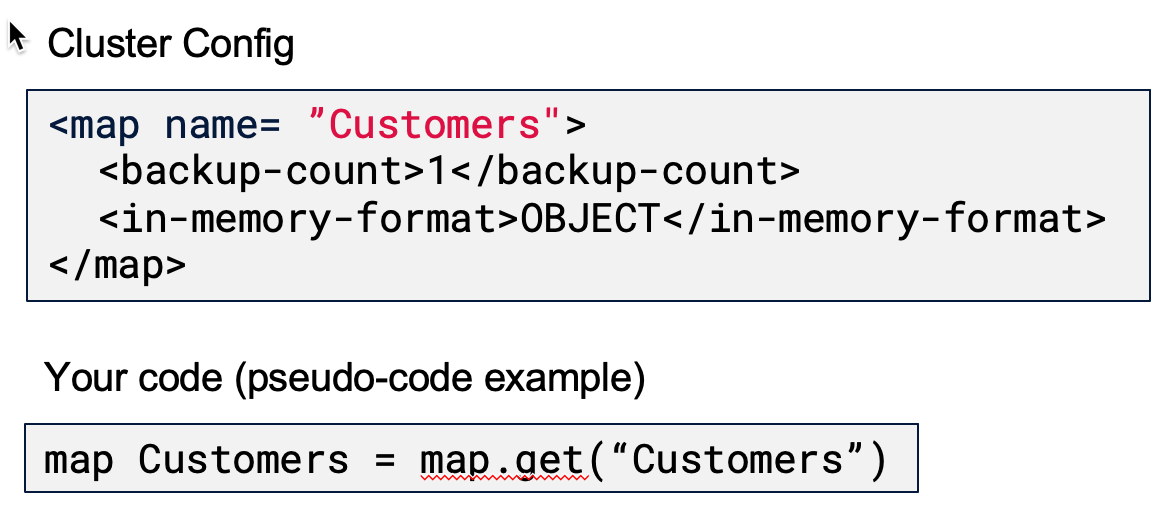 Cluster Config
<map name= ”Customers">
<backup-count>1</backup-count>
<in-memory-format>OBJECT</in-memory-format>
</map>
Your code (pseudo-code example)
map Customers = map.get(“Customers”)